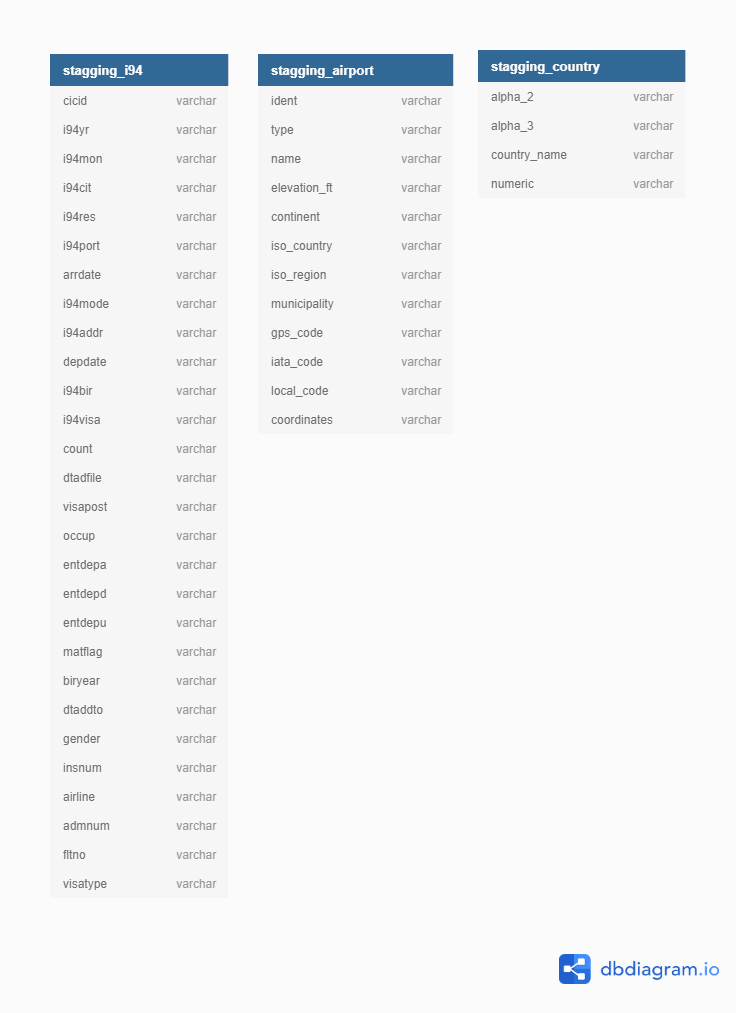 stagging_i94
cicid varchar
i94yr varchar
i94mon varchar
i94cit varchar
i94res varchar
i94port varchar
arrdate varchar
i94mode varchar
i94addr varchar
depdate varchar
i94bir varchar
i94visa varchar
count varchar
dtadfile varchar
visapost varchar
occup varchar
entdepa varchar
entdepd varchar
entdepu varchar
matflag varchar
biryear varchar
dtaddto varchar
gender varchar
insnum varchar
airline varchar
admnum varchar
fltno varchar
visatype varchar
stagging_airport
ident varchar
type varchar
name varchar
elevation_ft varchar
continent varchar
iso_country varchar
iso_region varchar
municipality varchar
gps_code varchar
iata_code varchar
local_code varchar
coordinates varchar
stagging_country
alpha_2 varchar
alpha_3 varchar
country_name varchar
numeric varchar
dbdiagram.io